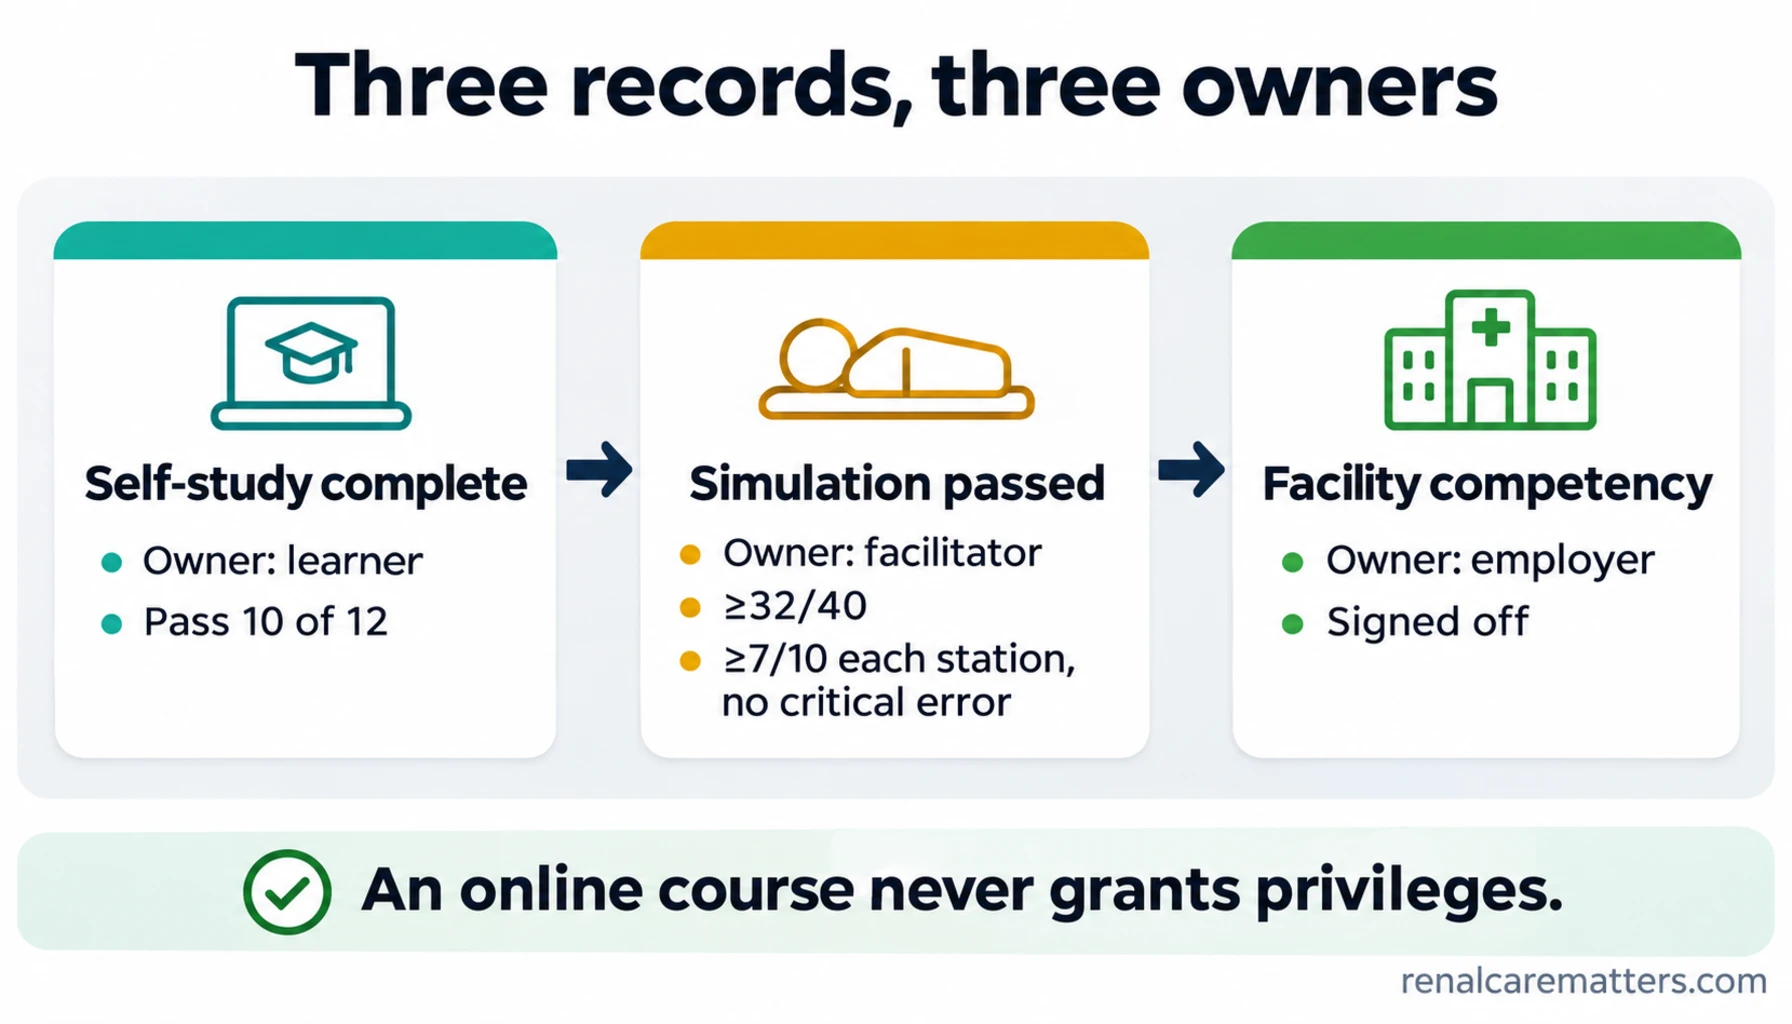 Three records, three owners
Self-study complete
Owner: learner
Pass 10 of 12
Simulation passed
Owner: facilitator
≥32/40
≥7/10 each station,
no critical error
Facility competency
Owner: employer
Signed off
An online course never grants privileges.
renalcarematters.com